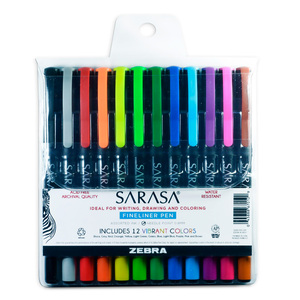 ACID FREE
ARCHIVAL QUALITY
WATER
RESISTANT
SARASA®
IDEAL FOR WRITING, DRAWING AND COLORING
FINELINER PEN
INCLUDES 12 VIBRANT COLORS
ZEBRA